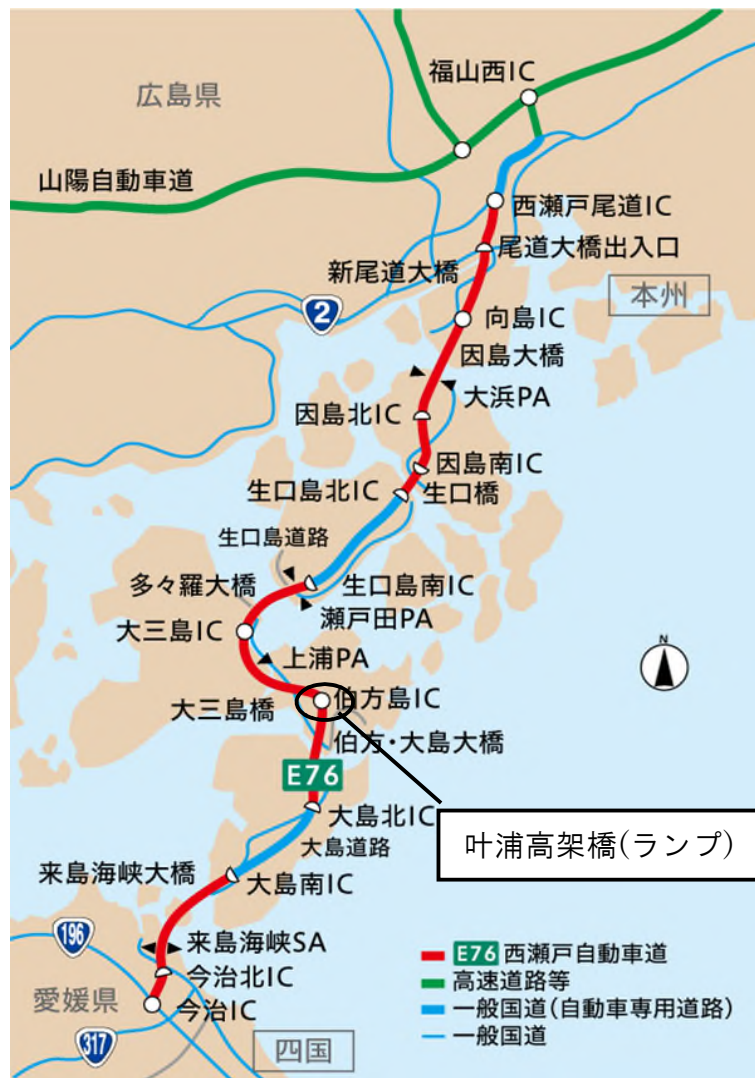 福山西IC
広島県
山陽自動車道
西瀬戸尾道IC
尾道大橋出入口
新尾道大橋
本州
2
向島IC
因島大橋
大浜PA
因島北IC
因島南IC
生口島北IC
生口橋
生口島道路
多々羅大橋
生口島南IC
瀬戸田PA
大三島IC
上浦PA
N
伯方島IC
大三島橋
伯方・大島大橋
E76
大島北IC
叶浦高架橋(ランプ)
大島道路
来島海峡大橋
大島南IC
196
来島海峡SA
今治北IC
愛媛県
今治IC
317
四国
E76 西瀬戸自動車道
高速道路等
一般国道(自動車専用道路)
一般国道